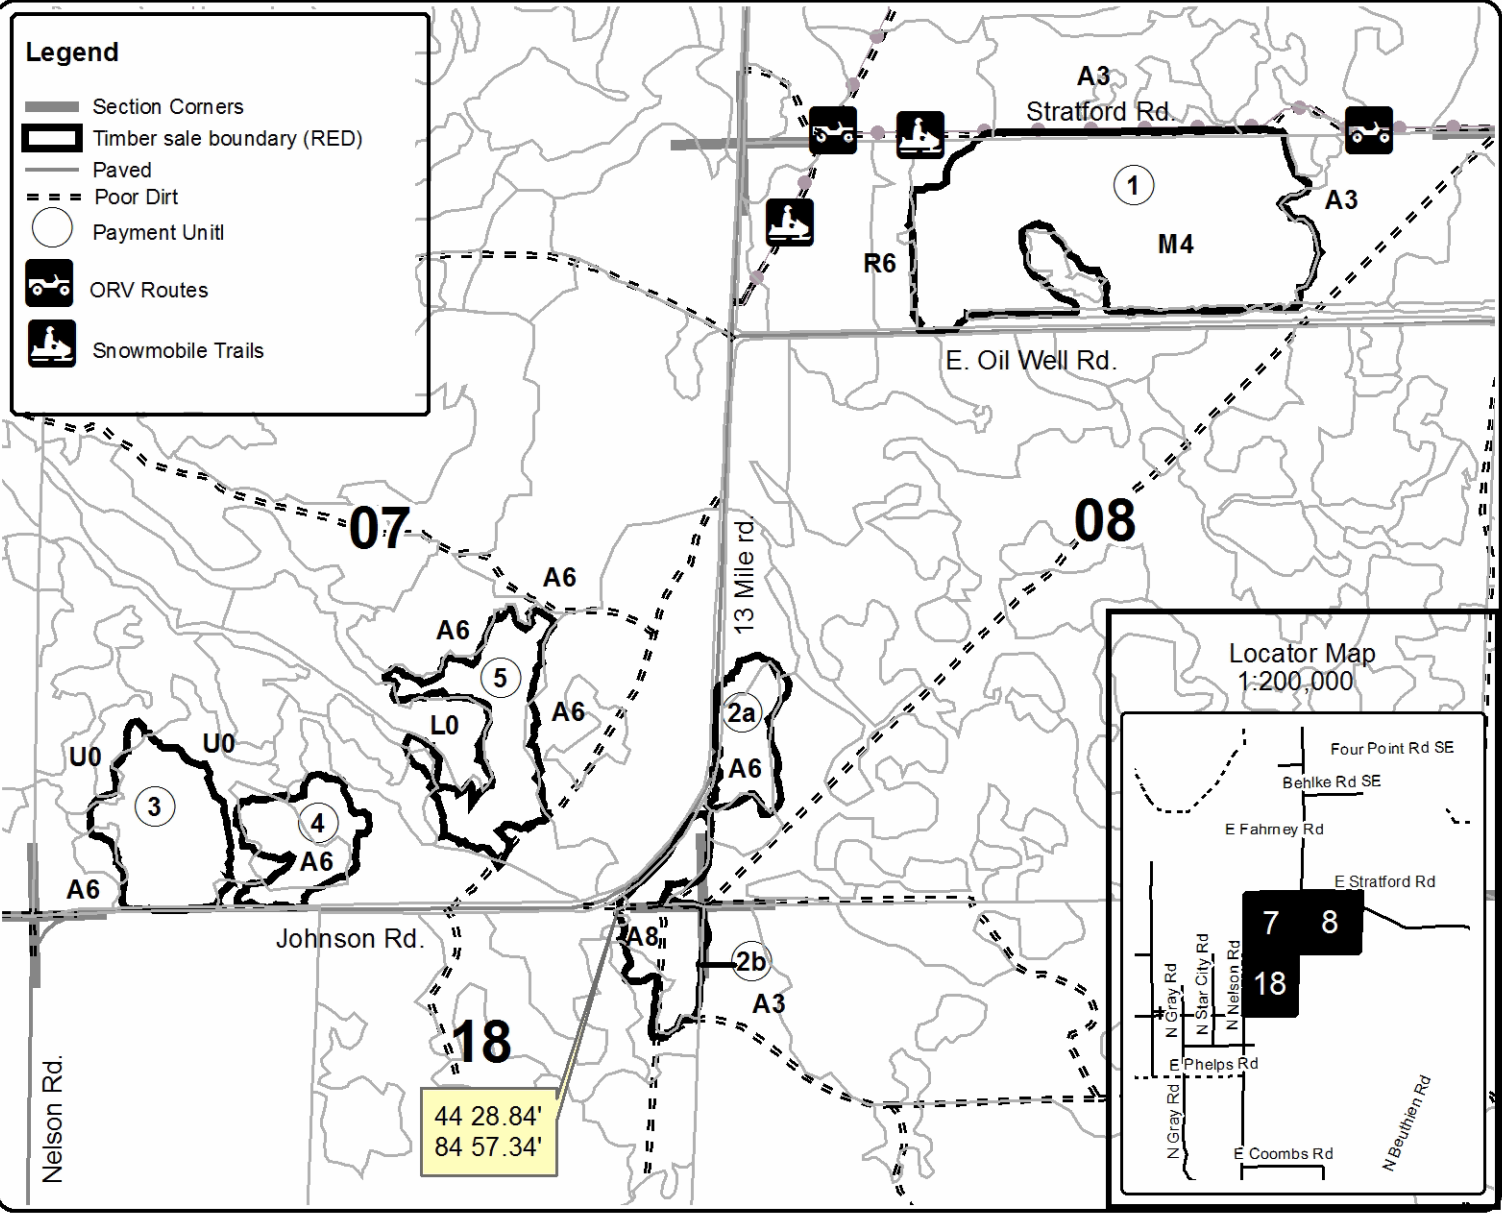 Legend
Section Corners
Timber sale boundary (RED)
Paved
Poor Dirt
Payment Unitl
ORV Routes
Snowmobile Trails
A3
Stratford Rd.
1
A3
M4
R6
E. Oil Well Rd.
07
08
13 Mile rd.
A6
A6
5
A6
L0
2a
A6
U0
U0
3
4
A6
A6
Johnson Rd.
A8
2b
A3
18
Nelson Rd.
44 28.84'
84 57.34'
Locator Map
1:200,000
Four Point Rd SE
Behlke Rd SE
E Fahrney Rd
E Stratford Rd
7
8
18
N Gray Rd
N Star City Rd
N Nelson Rd
E Phelps Rd
N Gray Rd
N Beuthien Rd
E Coombs Rd